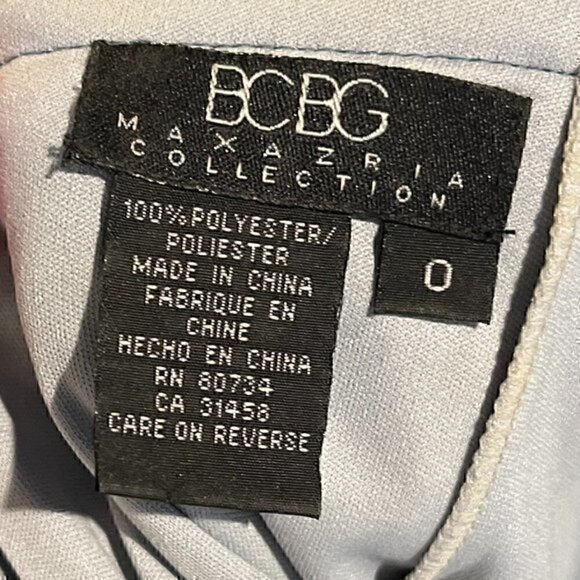 BCBG
MAXAZRIA
COLLECTION
100% POLYESTER/
POLIESTER
MADE IN CHINA
FABRIQUE EN
CHINE
HECHO EN CHINA
RN 80734
CA 31458
CARE ON REVERSE
0